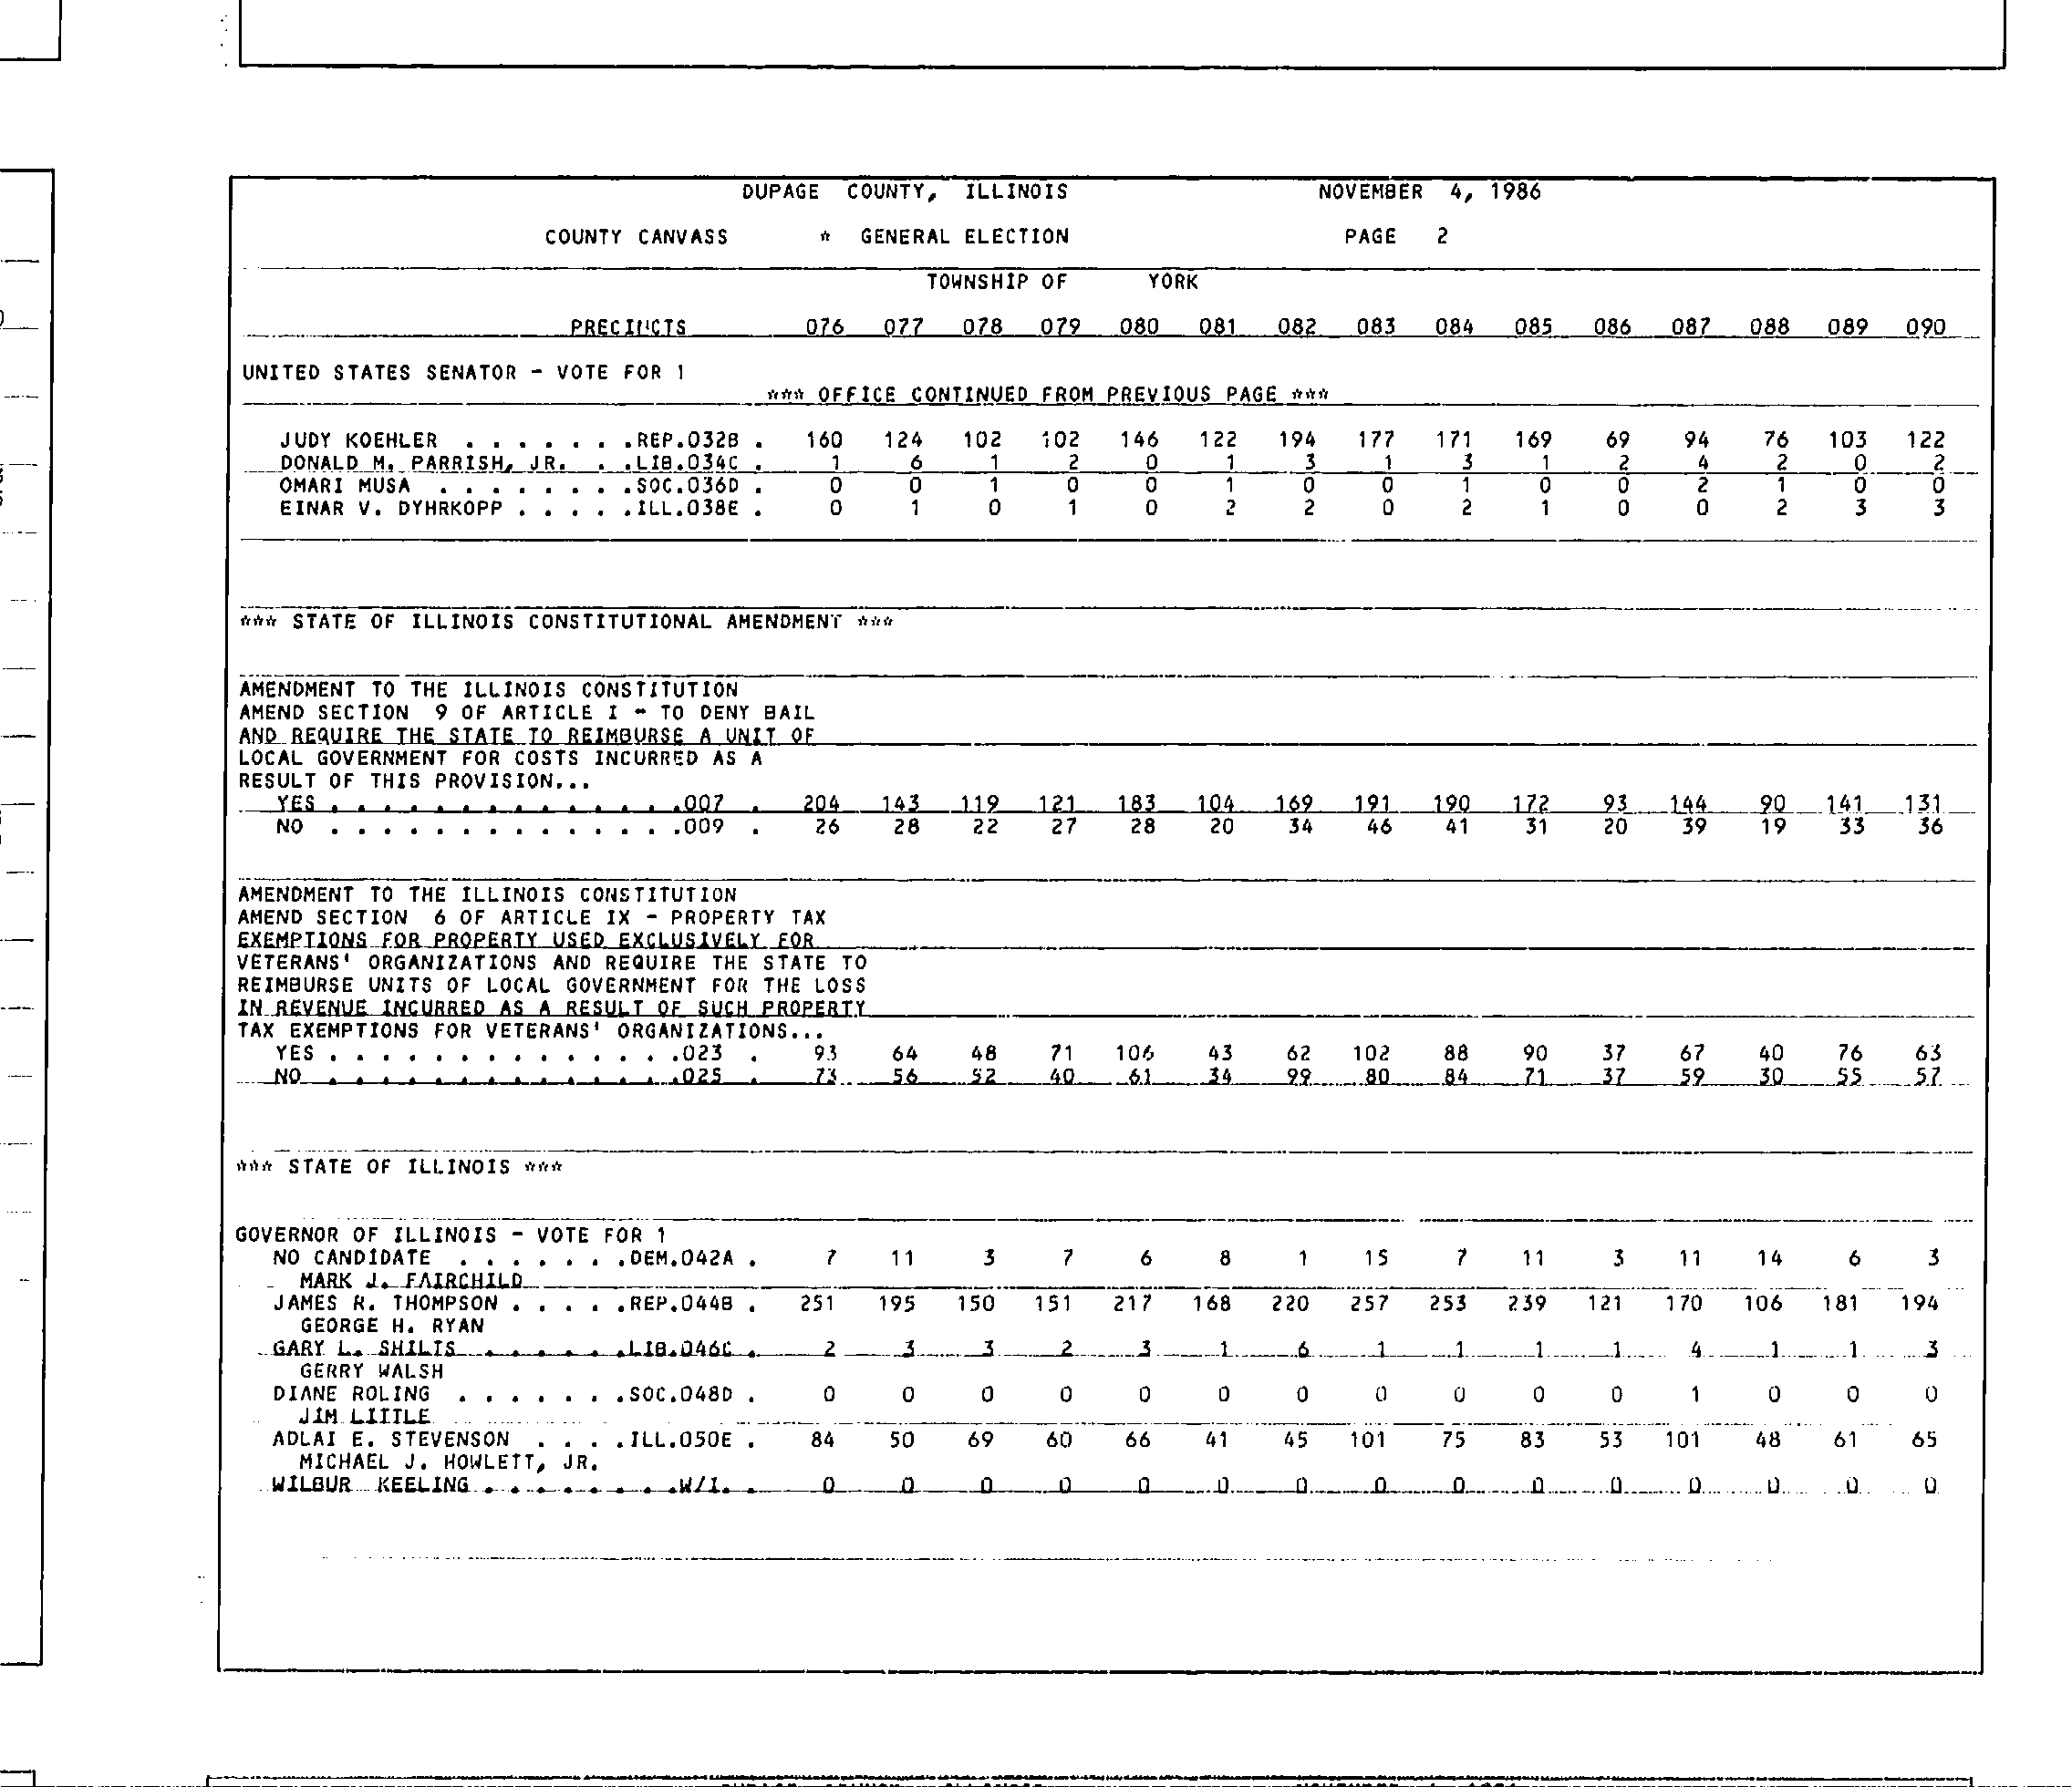 DUPAGE COUNTY, ILLINOIS NOVEMBER 4, 1986
COUNTY CANVASS * GENERAL ELECTION PAGE 2
TOWNSHIP OF YORK
PRECINCTS 076 077 078 079 080 081 082 083 084 085 086 087 088 089 090
UNITED STATES SENATOR - VOTE FOR 1
*** OFFICE CONTINUED FROM PREVIOUS PAGE ***
JUDY KOEHLER . . . . . . .REP.032B . 160 124 102 102 146 122 194 177 171 169 69 94 76 103 122
DONALD M. PARRISH, JR. . .LIB.034C . 1 6 1 2 0 1 3 1 3 1 2 4 2 0 2
OMARI MUSA . . . . . . . .SOC.036D . 0 0 1 0 0 1 0 0 1 0 0 2 1 0 0
EINAR V. DYHRKOPP . . . . .ILL.038E . 0 1 0 1 0 2 2 0 2 1 0 0 2 3 3
*** STATE OF ILLINOIS CONSTITUTIONAL AMENDMENT ***
AMENDMENT TO THE ILLINOIS CONSTITUTION
AMEND SECTION 9 OF ARTICLE I - TO DENY BAIL
AND REQUIRE THE STATE TO REIMBURSE A UNIT OF
LOCAL GOVERNMENT FOR COSTS INCURRED AS A
RESULT OF THIS PROVISION...
YES . . . . . . . . . . . . . .007 . 204 143 119 121 183 104 169 191 190 172 93 144 90 141 131
NO . . . . . . . . . . . . . .009 . 26 28 22 27 28 20 34 46 41 31 20 39 19 33 36
AMENDMENT TO THE ILLINOIS CONSTITUTION
AMEND SECTION 6 OF ARTICLE IX - PROPERTY TAX
EXEMPTIONS FOR PROPERTY USED EXCLUSIVELY FOR
VETERANS' ORGANIZATIONS AND REQUIRE THE STATE TO
REIMBURSE UNITS OF LOCAL GOVERNMENT FOR THE LOSS
IN REVENUE INCURRED AS A RESULT OF SUCH PROPERTY
TAX EXEMPTIONS FOR VETERANS' ORGANIZATIONS...
YES . . . . . . . . . . . . . .023 . 93 64 48 71 106 43 62 102 88 90 37 67 40 76 63
NO . . . . . . . . . . . . . .025 . 73 56 52 40 61 34 99 80 84 71 37 59 30 55 57
*** STATE OF ILLINOIS ***
GOVERNOR OF ILLINOIS - VOTE FOR 1
NO CANDIDATE . . . . . . .DEM.042A . 7 11 3 7 6 8 1 15 7 11 3 11 14 6 3
MARK J. FAIRCHILD
JAMES R. THOMPSON . . . . .REP.044B . 251 195 150 151 217 168 220 257 253 239 121 170 106 181 194
GEORGE H. RYAN
GARY L. SHILTS . . . . . .LIB.046C . 2 3 3 2 3 1 6 1 1 1 1 4 1 1 3
GERRY WALSH
DIANE ROLING . . . . . . .SOC.048D . 0 0 0 0 0 0 0 0 0 0 0 1 0 0 0
JIM LITTLE
ADLAI E. STEVENSON . . . .ILL.050E . 84 50 69 60 66 41 45 101 75 83 53 101 48 61 65
MICHAEL J. HOWLETT, JR.
WILBUR KEELING . . . . . . . .W/I. . 0 0 0 0 0 0 0 0 0 0 0 0 0 0 0